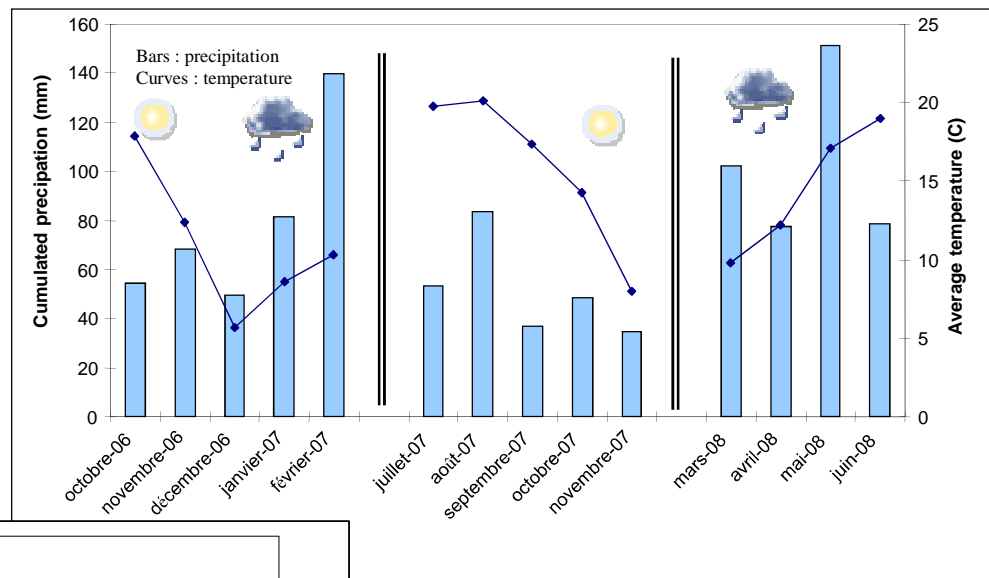 Bars : precipitation
Curves : temperature
Cumulated precipation (mm)
160
140
120
100
80
60
40
20
0
Average temperature (C)
25
20
15
10
5
0
octobre-06
novembre-06
décembre-06
janvier-07
février-07
juillet-07
août-07
septembre-07
octobre-07
novembre-07
mars-08
avril-08
mai-08
juin-08